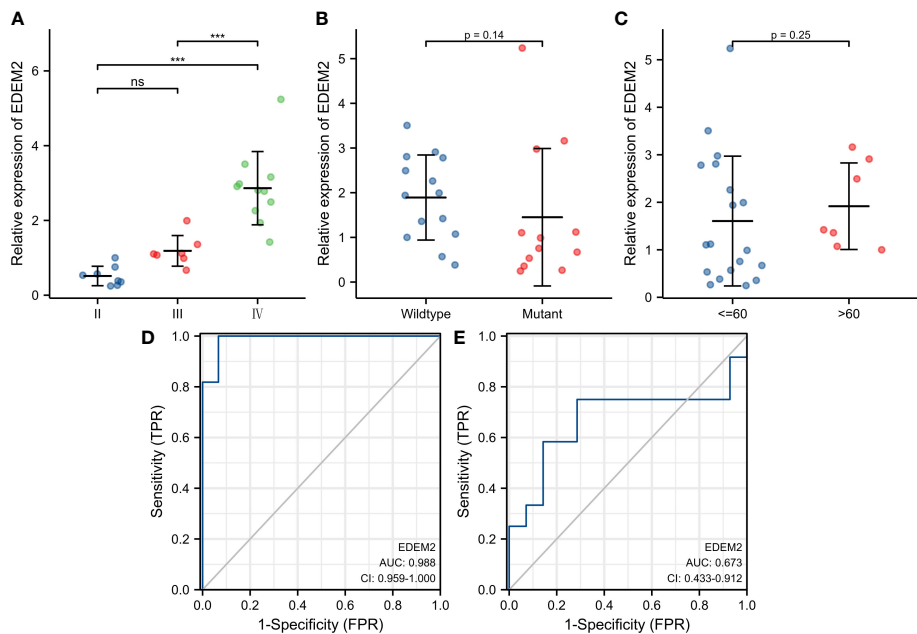 A
Relative expression of EDEM2
0
2
4
6
ns
***
***
II
III
Ⅳ
B
Relative expression of EDEM2
0
1
2
3
4
5
p = 0.14
Wildtype
Mutant
C
Relative expression of EDEM2
0
1
2
3
4
5
p = 0.25
<=60
>60
D
Sensitivity (TPR)
0.0
0.2
0.4
0.6
0.8
1.0
EDEM2
AUC: 0.988
CI: 0.959-1.000
0.0 0.2 0.4 0.6 0.8 1.0
1-Specificity (FPR)
E
Sensitivity (TPR)
0.0
0.2
0.4
0.6
0.8
1.0
EDEM2
AUC: 0.673
CI: 0.433-0.912
0.0 0.2 0.4 0.6 0.8 1.0
1-Specificity (FPR)